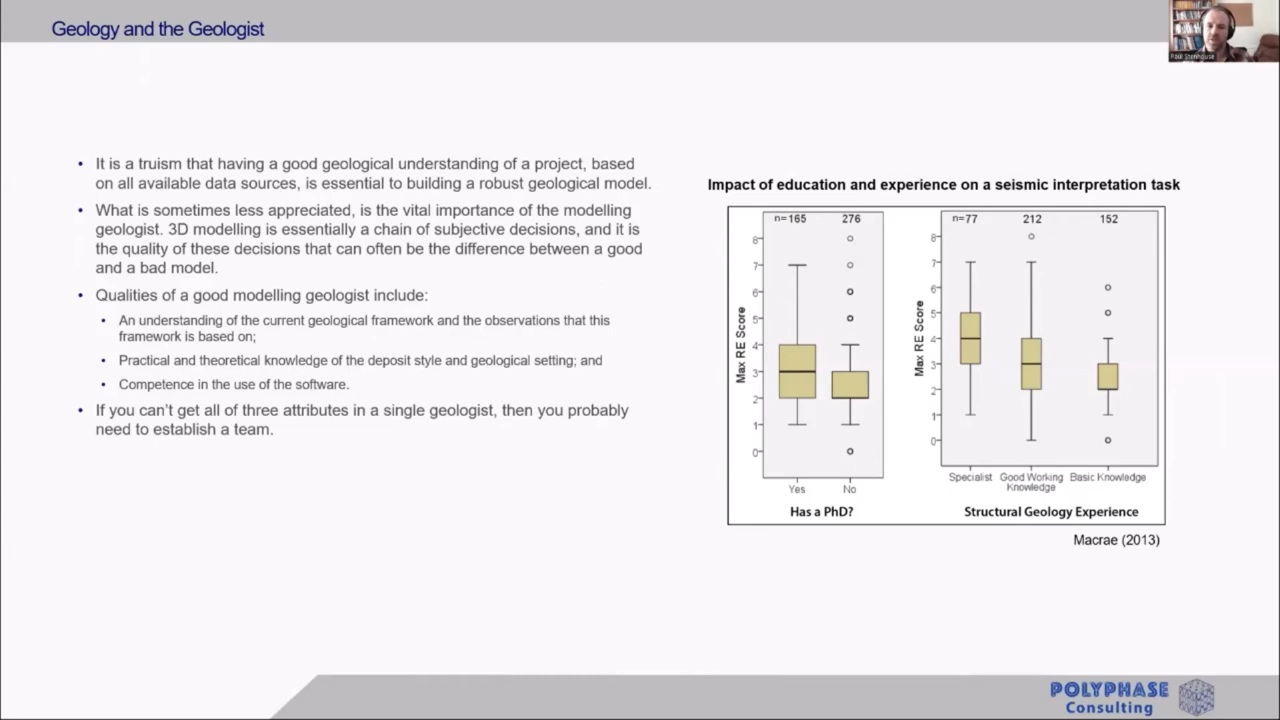 Geology and the Geologist
Paul Stenhouse
• It is a truism that having a good geological understanding of a project, based
on all available data sources, is essential to building a robust geological model.
• What is sometimes less appreciated, is the vital importance of the modelling
geologist. 3D modelling is essentially a chain of subjective decisions, and it is
the quality of these decisions that can often be the difference between a good
and a bad model.
• Qualities of a good modelling geologist include:
• An understanding of the current geological framework and the observations that this
framework is based on;
• Practical and theoretical knowledge of the deposit style and geological setting; and
• Competence in the use of the software.
• If you can't get all of three attributes in a single geologist, then you probably
need to establish a team.
Impact of education and experience on a seismic interpretation task
n=165 276
8
7
6
5
4
3
2
1
0
Max RE Score
Yes No
Has a PhD?
n=77 212 152
8
7
6
5
4
3
2
1
0
Max RE Score
Specialist Good Working Basic Knowledge
Knowledge
Structural Geology Experience
Macrae (2013)
POLYPHASE
Consulting